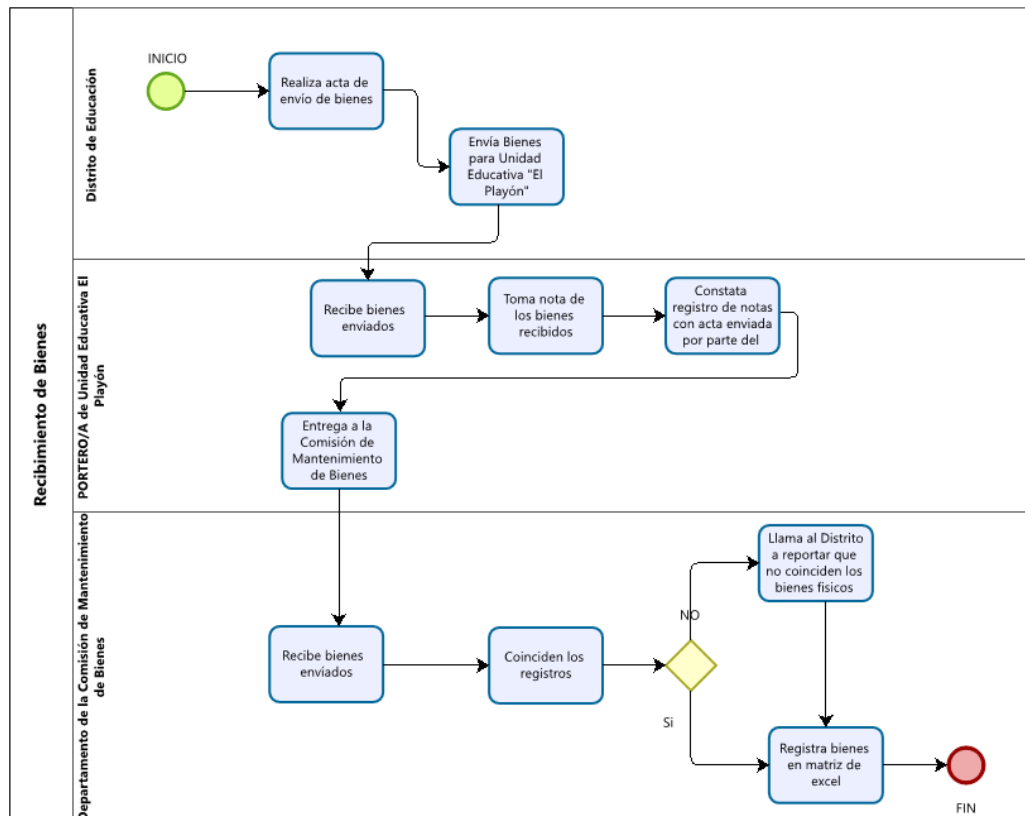 Recibimiento de Bienes
Distrito de Educación
INICIO
Realiza acta de
envío de bienes
Envía Bienes
para Unidad
Educativa "El
Playón"
PORTERO/A de Unidad Educativa El
Playón
Recibe bienes
enviados
Toma nota de
los bienes
recibidos
Constata
registro de notas
con acta enviada
por parte del
Entrega a la
Comisión de
Mantenimiento
de Bienes
Departamento de la Comisión de Mantenimiento
de Bienes
Recibe bienes
envíados
Coinciden los
registros
NO
Si
Llama al Distrito
a reportar que
no coinciden los
bienes fisicos
Registra bienes
en matriz de
excel
FIN